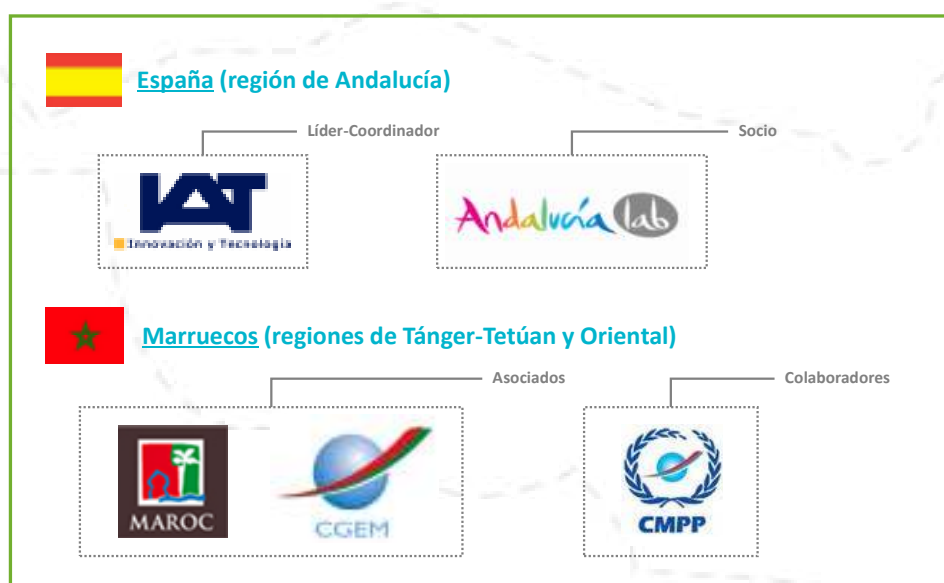 España (región de Andalucía)
Líder-Coordinador
Socio
IAT
Innovación y Tecnología
Andalucía lab
Marruecos (regiones de Tánger-Tetúan y Oriental)
Asociados
Colaboradores
MAROC
CGEM
CMPP